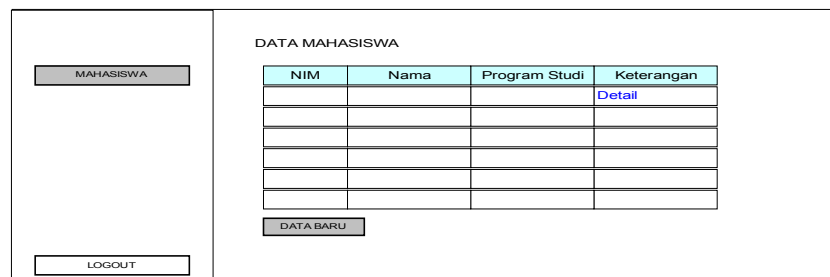 DATA MAHASISWA
MAHASISWA
NIM Nama Program Studi Keterangan
Detail
DATA BARU
LOGOUT